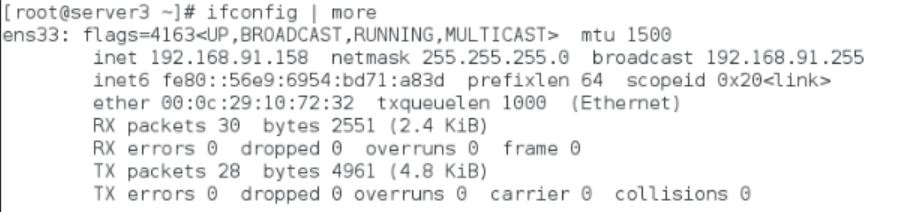 [root@server3 ~]# ifconfig | more
ens33: flags=4163<UP,BROADCAST,RUNNING,MULTICAST>  mtu 1500
        inet 192.168.91.158  netmask 255.255.255.0  broadcast 192.168.91.255
        inet6 fe80::56e9:6954:bd71:a83d  prefixlen 64  scopeid 0x20<link>
        ether 00:0c:29:10:72:32  txqueuelen 1000  (Ethernet)
        RX packets 30  bytes 2551 (2.4 KiB)
        RX errors 0  dropped 0  overruns 0  frame 0
        TX packets 28  bytes 4961 (4.8 KiB)
        TX errors 0  dropped 0 overruns 0  carrier 0  collisions 0